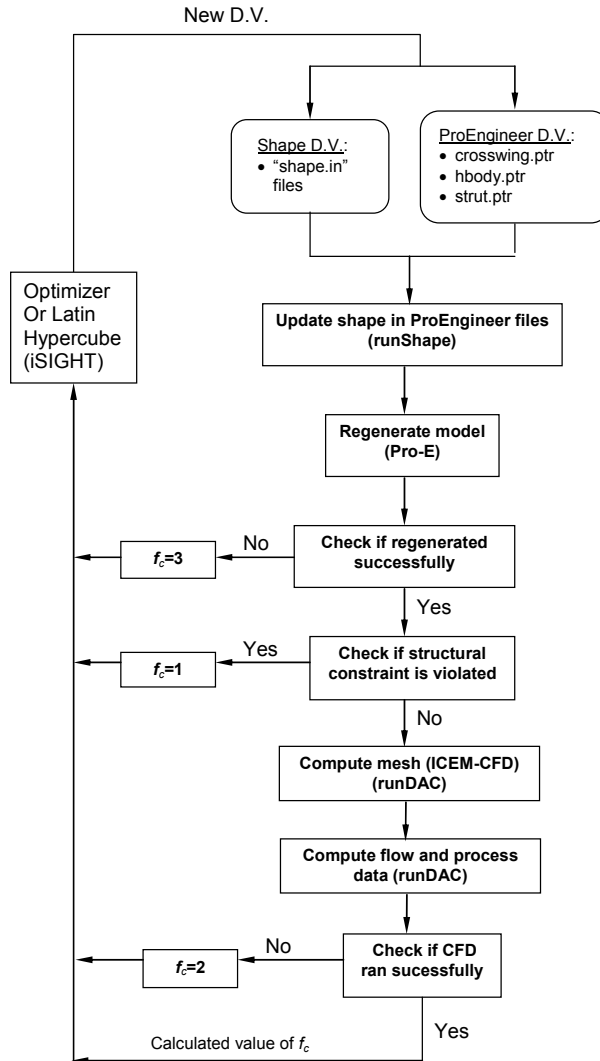 New D.V.
Shape D.V.:
• “shape.in”
files
ProEngineer D.V.:
• crosswing.ptr
• hbody.ptr
• strut.ptr
Optimizer
Or Latin
Hypercube
(iSIGHT)
Update shape in ProEngineer files
(runShape)
Regenerate model
(Pro-E)
Check if regenerated
successfully
No
fc=3
Yes
Check if structural
constraint is violated
Yes
fc=1
No
Compute mesh (ICEM-CFD)
(runDAC)
Compute flow and process
data (runDAC)
Check if CFD
ran sucessfully
No
fc=2
Yes
Calculated value of fc